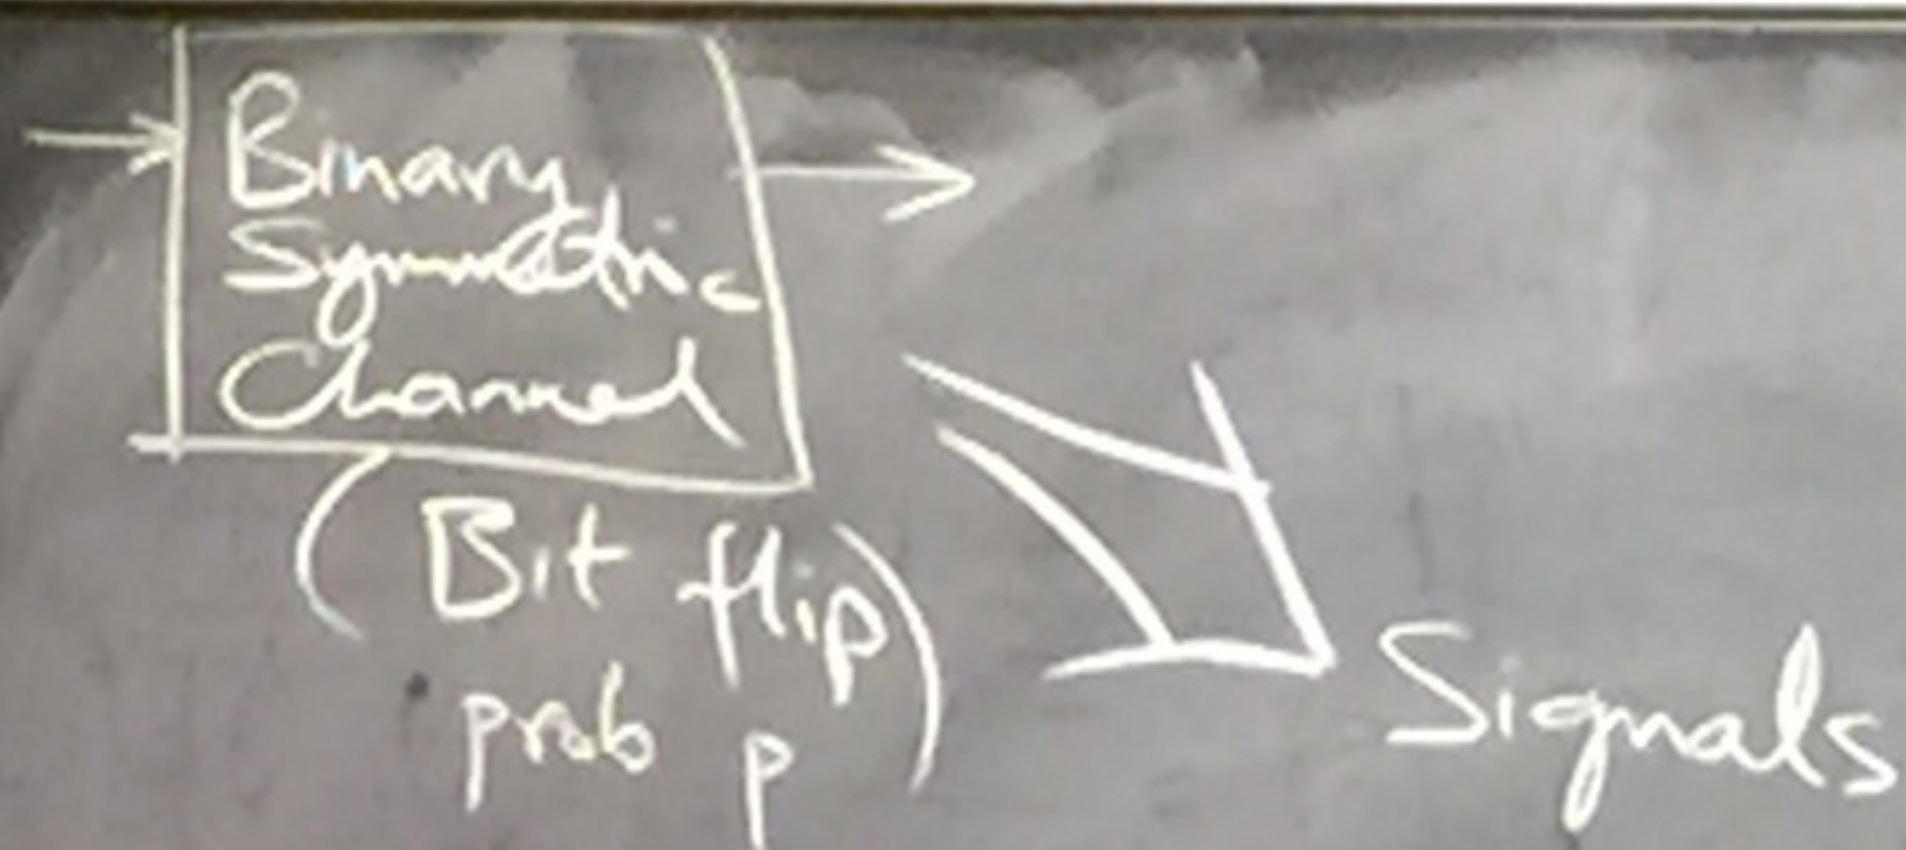 Binary
Symmetric
Channel
(Bit flip)
prob p
Signals